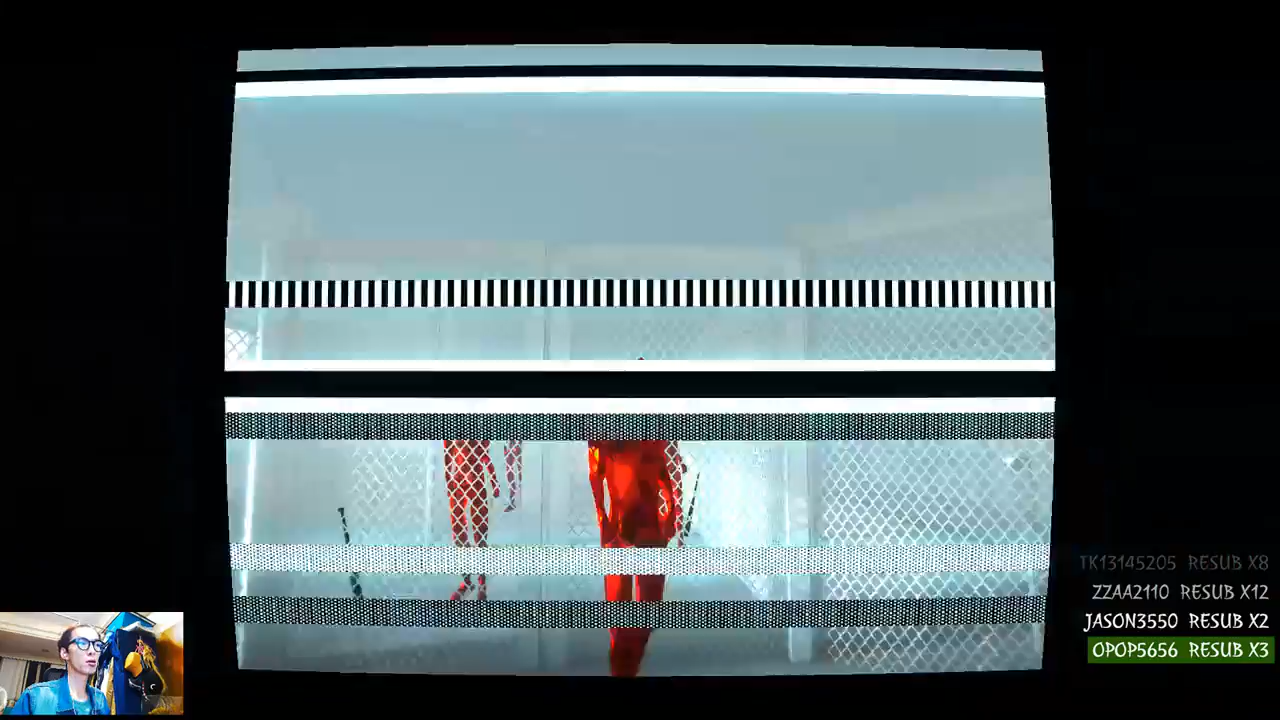 TK13145205 RESUB X8
ZZAA2110 RESUB X12
JASON3550 RESUB X2
OPOP5656 RESUB X3